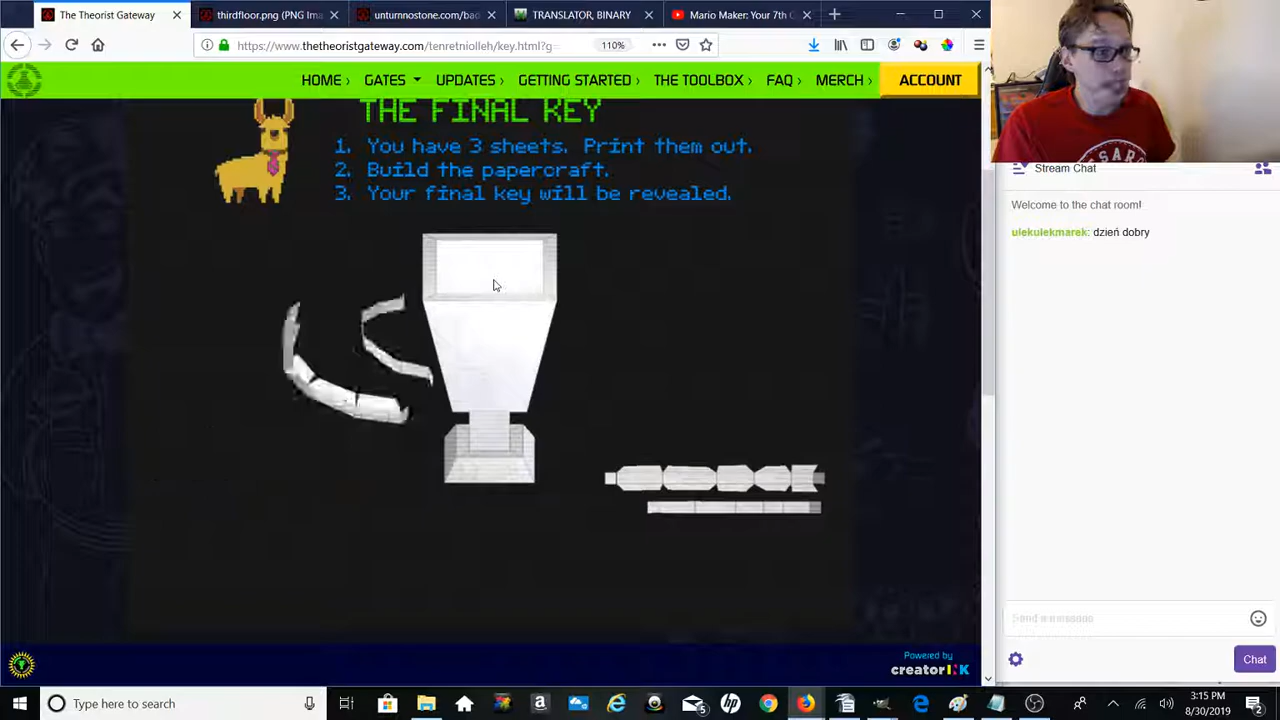 The Theorist Gateway
thirdfloor.png (PNG Ima
unturnnostone.com/bac
TRANSLATOR, BINARY
Mario Maker: Your 7th
https://www.thetheoristgateway.com/tenretniolleh/key.html?g=
110%
HOME ›
GATES
UPDATES ›
GETTING STARTED ›
THE TOOLBOX ›
FAQ ›
MERCH ›
ACCOUNT
THE FINAL KEY
1. You have 3 sheets. Print them out.
2. Build the papercraft.
3. Your final key will be revealed.
Stream Chat
Welcome to the chat room!
ulekulekmarek: dzień dobry
Send a message
Chat
Powered by
creatorINK
Type here to search
3:15 PM
8/30/2019